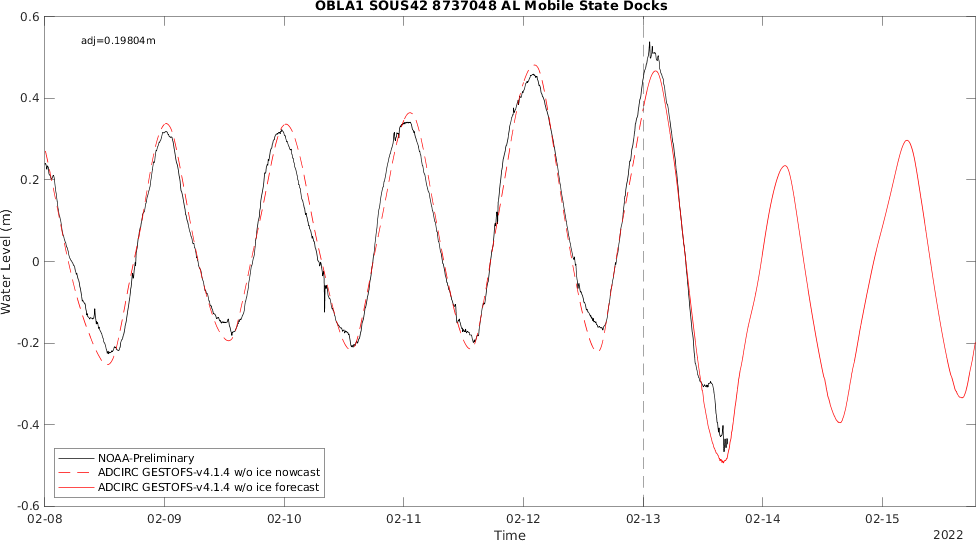 OBLA1 SOUS42 8737048 AL Mobile State Docks
adj=0.19804m
0.6
0.4
0.2
0
-0.2
-0.4
-0.6
Water Level (m)
NOAA-Preliminary
ADCIRC GESTOFS-v4.1.4 w/o ice nowcast
ADCIRC GESTOFS-v4.1.4 w/o ice forecast
02-08 02-09 02-10 02-11 02-12 02-13 02-14 02-15
Time
2022